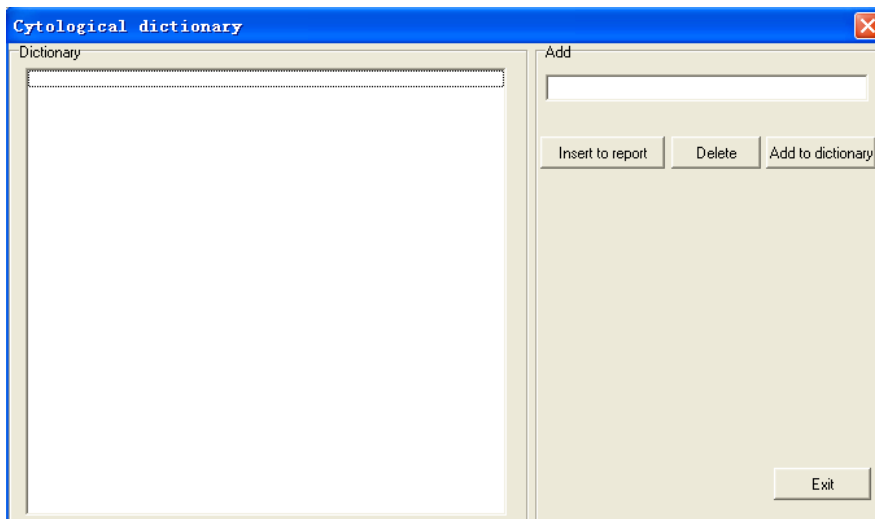 Cytological dictionary
Dictionary
Add
Insert to report
Delete
Add to dictionary
Exit